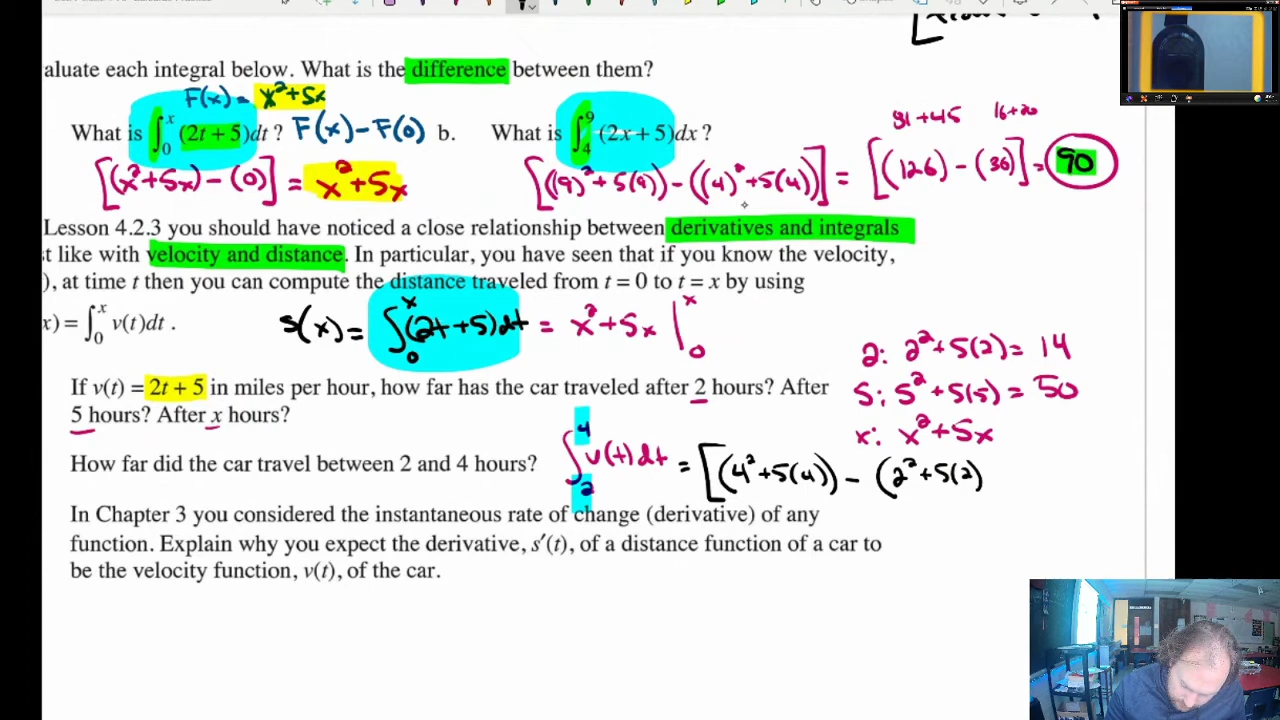 aluate each integral below. What is the difference between them?
F(x) = x²+5x
What is ∫₀ˣ (2t + 5)dt ? F(x) – F(0) b. What is ∫₄⁹ (2x + 5)dx ?
81+45 16+20
[(x²+5x) – (0)] = x²+5x [((9)²+5(9)) – ((4)²+5(4))] = [(126) – (36)] = 90
Lesson 4.2.3 you should have noticed a close relationship between derivatives and integrals
t like with velocity and distance. In particular, you have seen that if you know the velocity,
), at time t then you can compute the distance traveled from t = 0 to t = x by using
x) = ∫₀ˣ v(t)dt . s(x) = ∫₀ˣ (2t+5)dt = x²+5x |₀ˣ
2: 2²+5(2) = 14
If v(t) = 2t + 5 in miles per hour, how far has the car traveled after 2 hours? After
5: 5²+5(5) = 50
5 hours? After x hours?
x: x²+5x
How far did the car travel between 2 and 4 hours? ∫₂⁴ v(t)dt = [(4²+5(4)) – (2²+5(2)
In Chapter 3 you considered the instantaneous rate of change (derivative) of any
function. Explain why you expect the derivative, s′(t), of a distance function of a car to
be the velocity function, v(t), of the car.